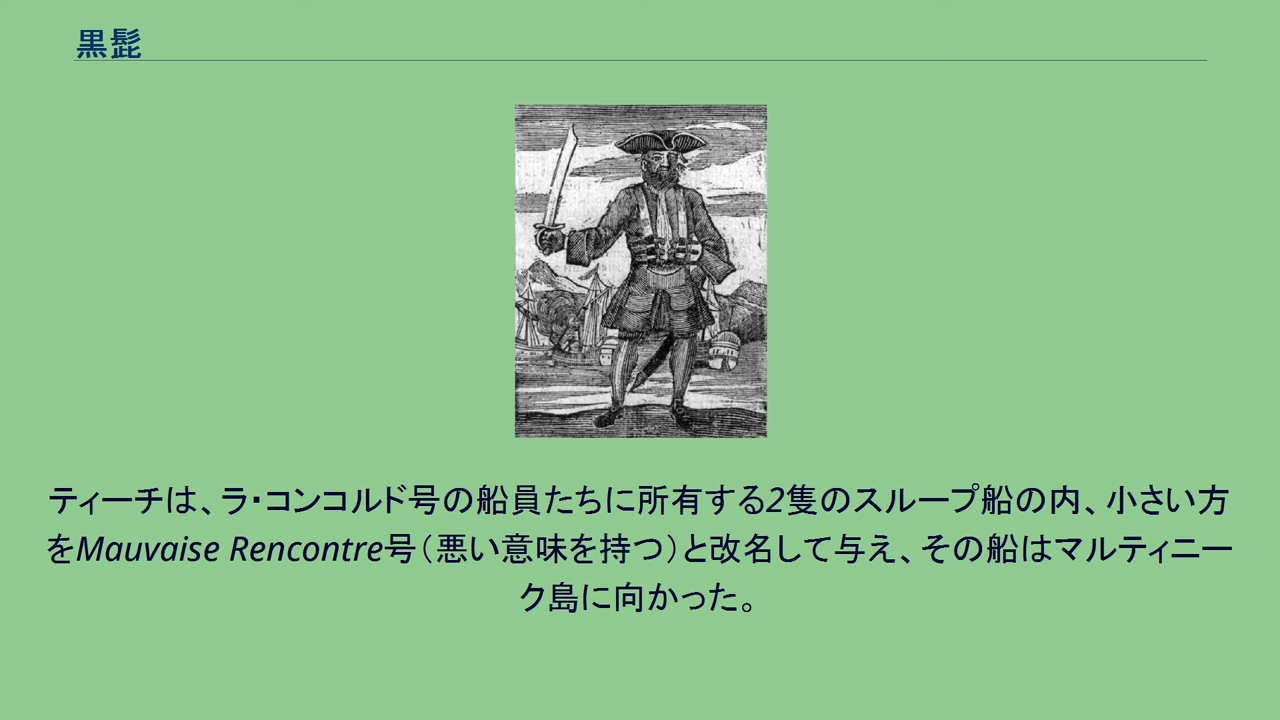 黒髭
ティーチは、ラ・コンコルド号の船員たちに所有する2隻のスループ船の内、小さい方
をMauvaise Rencontre号（悪い意味を持つ）と改名して与え、その船はマルティニー
ク島に向かった。